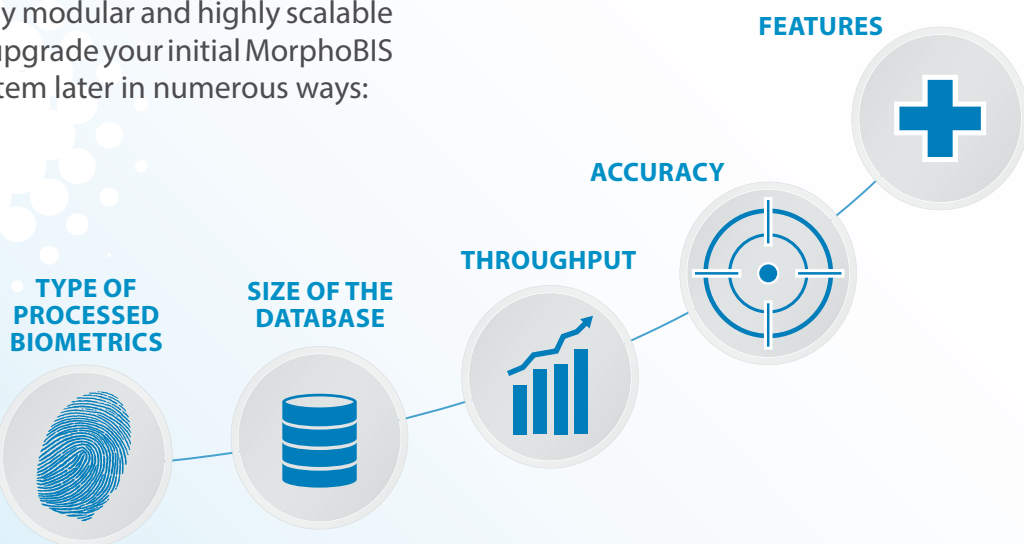 y modular and highly scalable
upgrade your initial MorphoBIS
tem later in numerous ways:
FEATURES
ACCURACY
THROUGHPUT
SIZE OF THE
DATABASE
TYPE OF
PROCESSED
BIOMETRICS